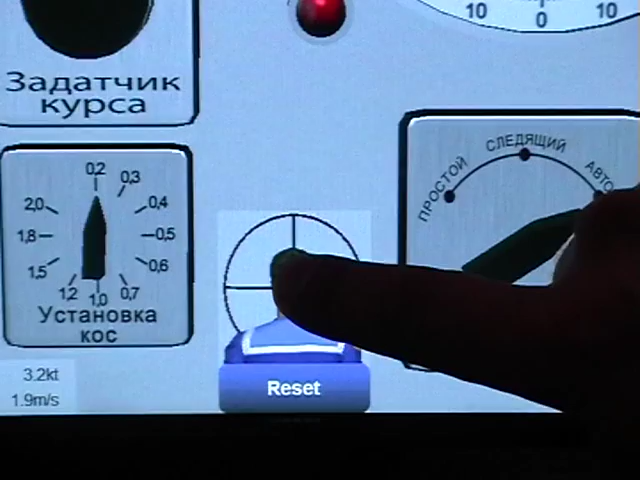 10
0
10
Задатчик
курса
ПРОСТОЙ
СЛЕДЯЩИЙ
0,2
0,3
0,4
0,5
0,6
0,7
1,0
1,2
1,5
1,8
2,0
Установка
кос
3.2kt
1.9m/s
Reset